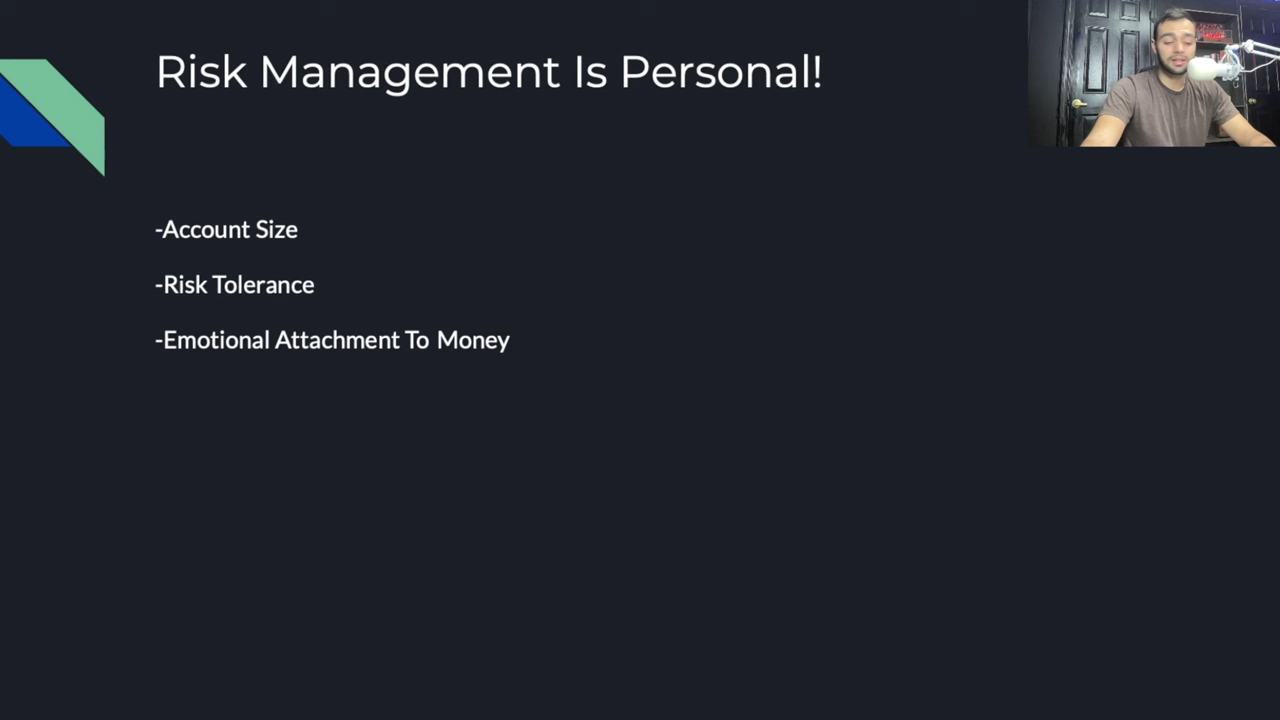 Risk Management Is Personal!
-Account Size
-Risk Tolerance
-Emotional Attachment To Money